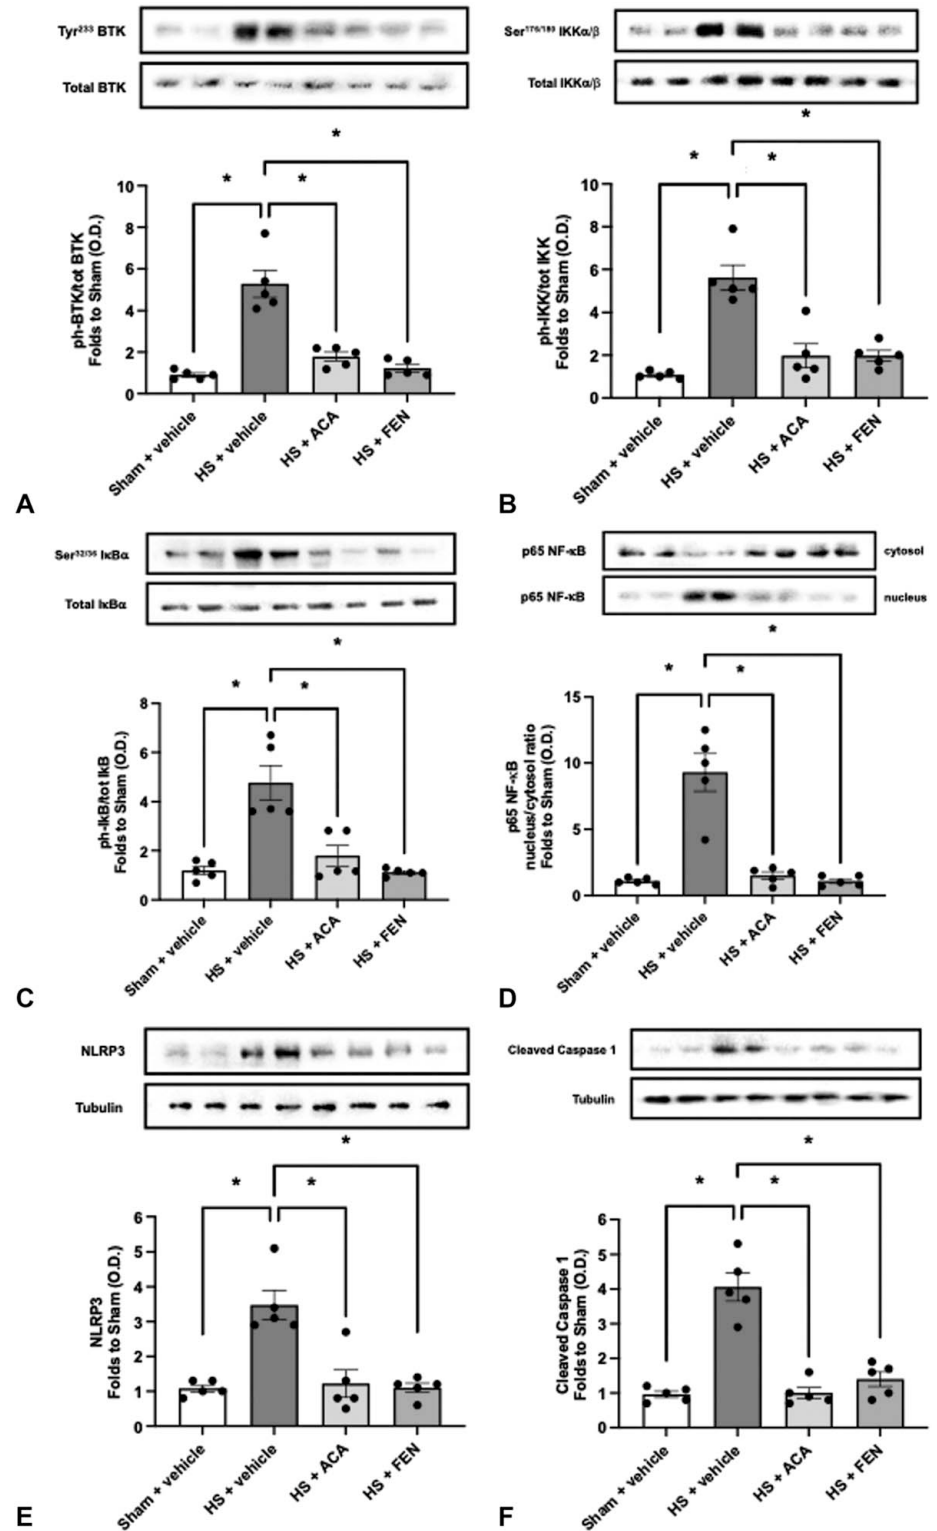 Tyr233 BTK
Total BTK
*
*
*
ph-BTK/tot BTK
Folds to Sham (O.D.)
10
8
6
4
2
0
Sham + vehicle
HS + vehicle
HS + ACA
HS + FEN
A
Ser176/180 IKKα/β
Total IKKα/β
*
*
*
ph-IKK/tot IKK
Folds to Sham (O.D.)
10
8
6
4
2
0
Sham + vehicle
HS + vehicle
HS + ACA
HS + FEN
B
Ser32/36 IκBα
Total IκBα
*
*
*
ph-IkB/tot IkB
Folds to Sham (O.D.)
8
6
4
2
0
Sham + vehicle
HS + vehicle
HS + ACA
HS + FEN
C
p65 NF-κB
cytosol
p65 NF-κB
nucleus
*
*
*
p65 NF-κB
nucleus/cytosol ratio
Folds to Sham (O.D.)
15
10
5
0
Sham + vehicle
HS + vehicle
HS + ACA
HS + FEN
D
NLRP3
Tubulin
*
*
*
NLRP3
Folds to Sham (O.D.)
6
5
4
3
2
1
0
Sham + vehicle
HS + vehicle
HS + ACA
HS + FEN
E
Cleaved Caspase 1
Tubulin
*
*
*
Cleaved Caspase 1
Folds to Sham (O.D.)
6
5
4
3
2
1
0
Sham + vehicle
HS + vehicle
HS + ACA
HS + FEN
F